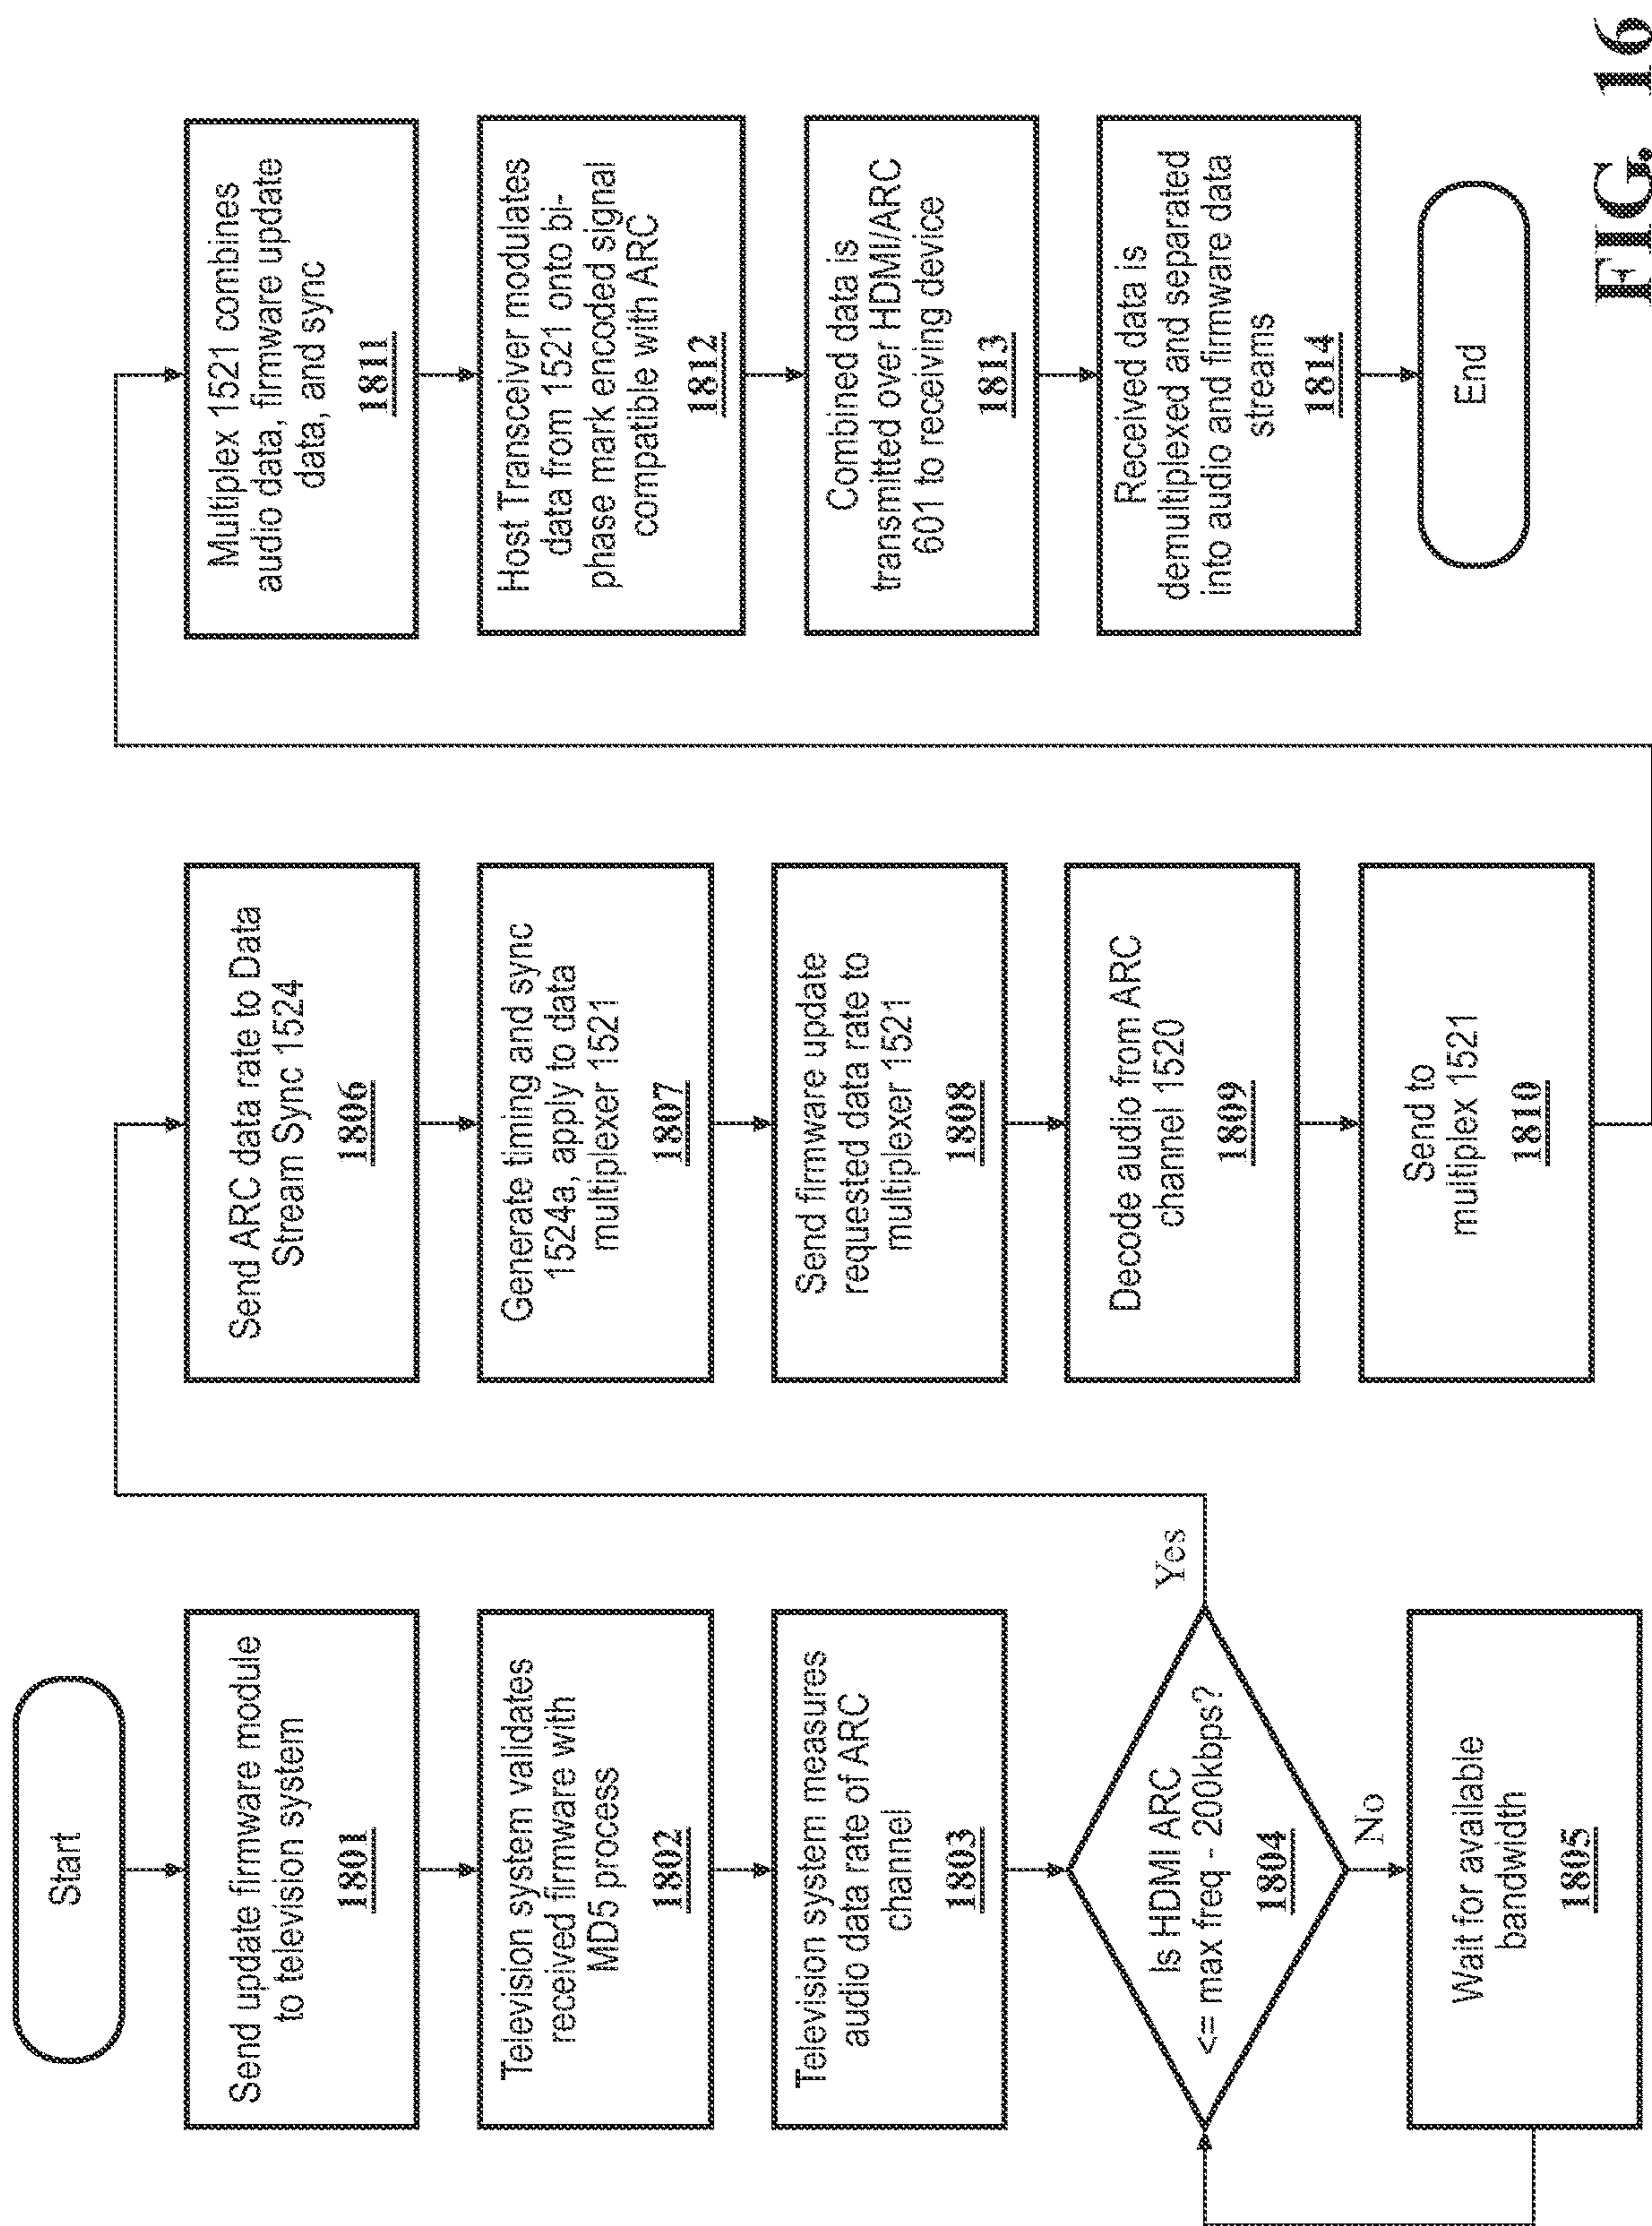 Start
Send update firmware module
to television system
1801
Television system validates
received firmware with
MD5 process
1802
Television system measures
audio data rate of ARC
channel
1803
Is HDMI ARC
<= max freq - 200kbps?
1804
Yes
No
Wait for available
bandwidth
1805
Send ARC data rate to Data
Stream Sync 1524
1806
Generate timing and sync
1524a, apply to data
multiplexer 1521
1807
Send firmware update
requested data rate to
multiplexer 1521
1808
Decode audio from ARC
channel 1520
1809
Send to
multiplex 1521
1810
Multiplex 1521 combines
audio data, firmware update
data, and sync
1811
Host Transceiver modulates
data from 1521 onto bi-
phase mark encoded signal
compatible with ARC
1812
Combined data is
transmitted over HDMI/ARC
601 to receiving device
1813
Received data is
demultiplexed and separated
into audio and firmware data
streams
1814
End
FIG. 16